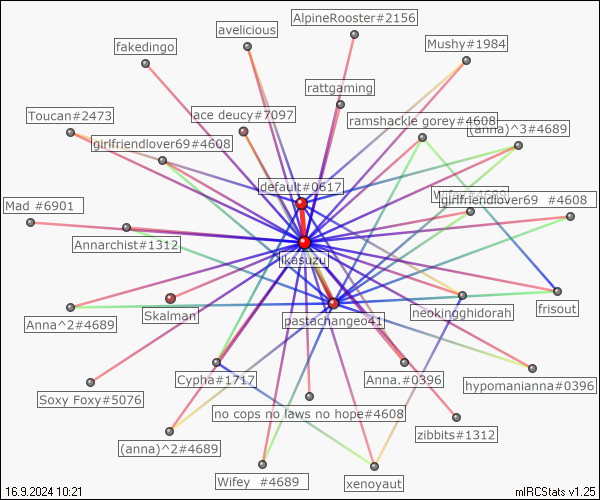 AlpineRooster#2156
avelicious
fakedingo
Mushy#1984
rattgaming
Toucan#2473
ace deucy#7097
ramshackle gorey#4608
(anna)^3#4689
girlfriendlover69#4608
default#0617
girlfriendlover69 #4608
Mad #6901
Annarchist#1312
ikasuzu
Skalman
Anna^2#4689
pastachangeo41
neokingghidorah
frisout
Cypha#1717
Anna.#0396
hypomanianna#0396
Soxy Foxy#5076
no cops no laws no hope#4608
zibbits#1312
(anna)^2#4689
Wifey #4689
xenoyaut
16.9.2024 10:21
mIRCStats v1.25